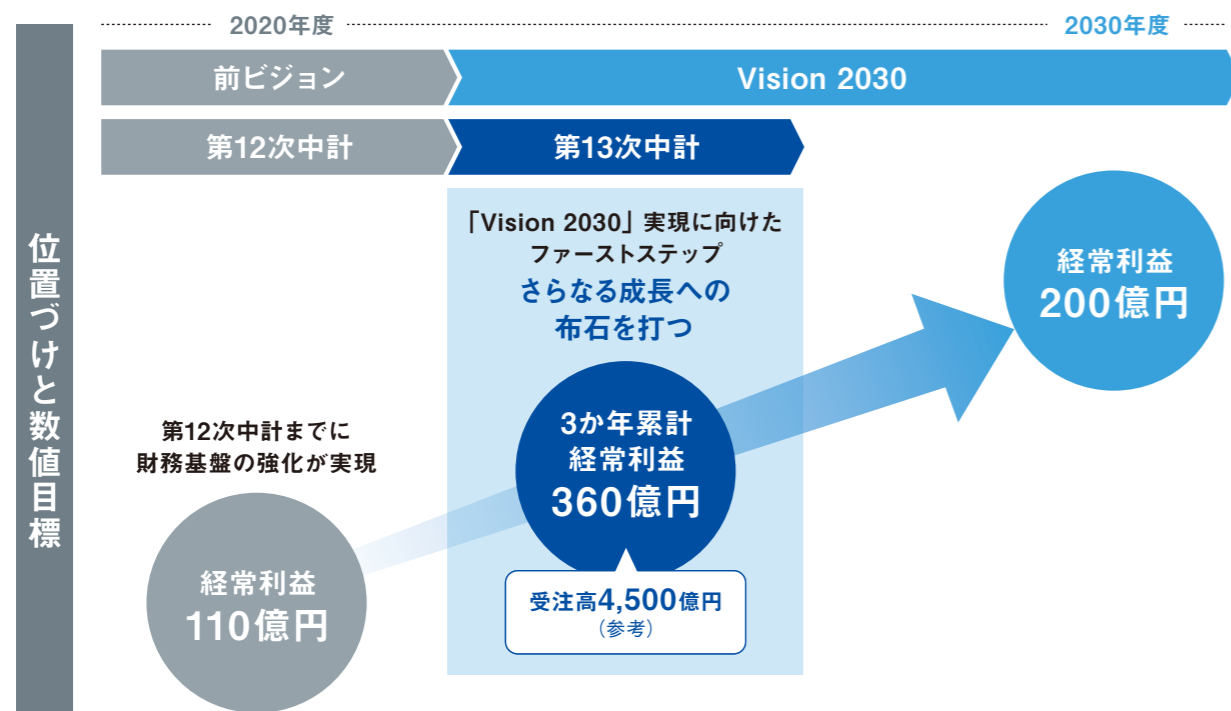 位置づけと数値目標
2020年度
2030年度
前ビジョン
Vision 2030
第12次中計
第13次中計
「Vision 2030」実現に向けた
ファーストステップ
さらなる成長への
布石を打つ
第12次中計までに
財務基盤の強化が実現
経常利益
110億円
3か年累計
経常利益
360億円
受注高4,500億円
(参考)
経常利益
200億円